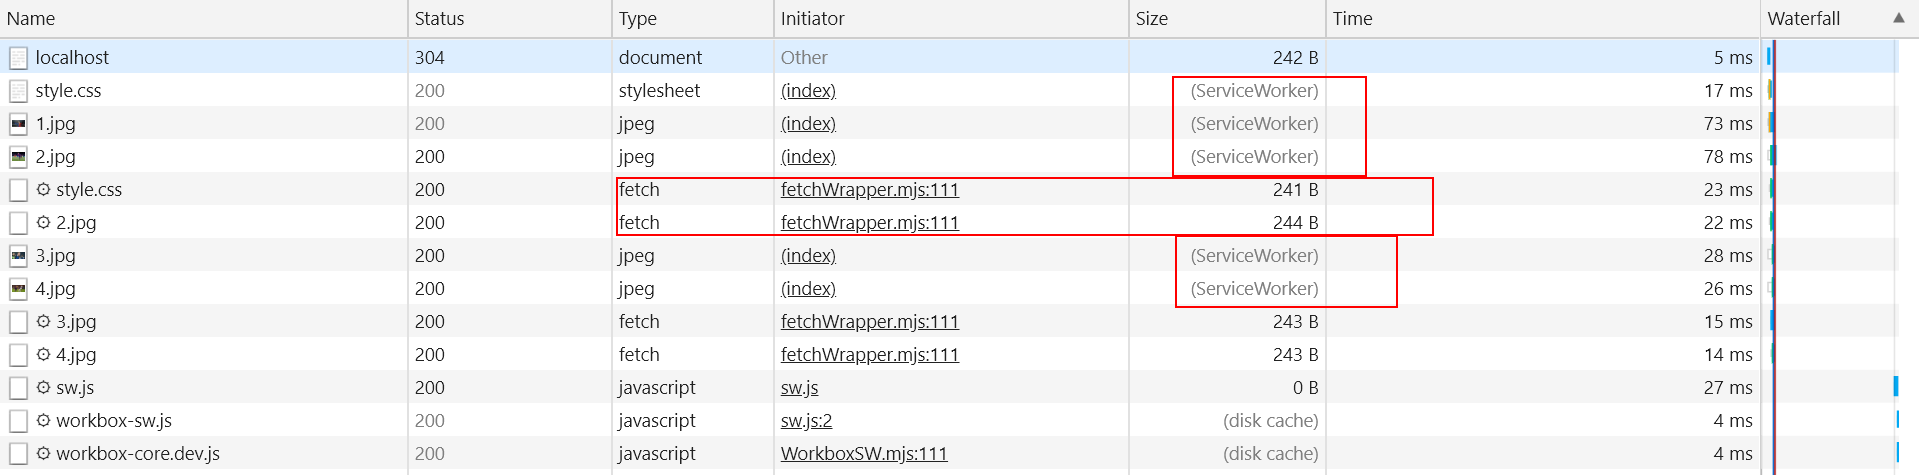 Name Status Type Initiator Size Time Waterfall ▲
localhost 304 document Other 242 B 5 ms
style.css 200 stylesheet (index) (ServiceWorker) 17 ms
1.jpg 200 jpeg (index) (ServiceWorker) 73 ms
2.jpg 200 jpeg (index) (ServiceWorker) 78 ms
style.css 200 fetch fetchWrapper.mjs:111 241 B 23 ms
2.jpg 200 fetch fetchWrapper.mjs:111 244 B 22 ms
3.jpg 200 jpeg (index) (ServiceWorker) 28 ms
4.jpg 200 jpeg (index) (ServiceWorker) 26 ms
3.jpg 200 fetch fetchWrapper.mjs:111 243 B 15 ms
4.jpg 200 fetch fetchWrapper.mjs:111 243 B 14 ms
sw.js 200 javascript sw.js 0 B 27 ms
workbox-sw.js 200 javascript sw.js:2 (disk cache) 4 ms
workbox-core.dev.js 200 javascript WorkboxSW.mjs:111 (disk cache) 4 ms